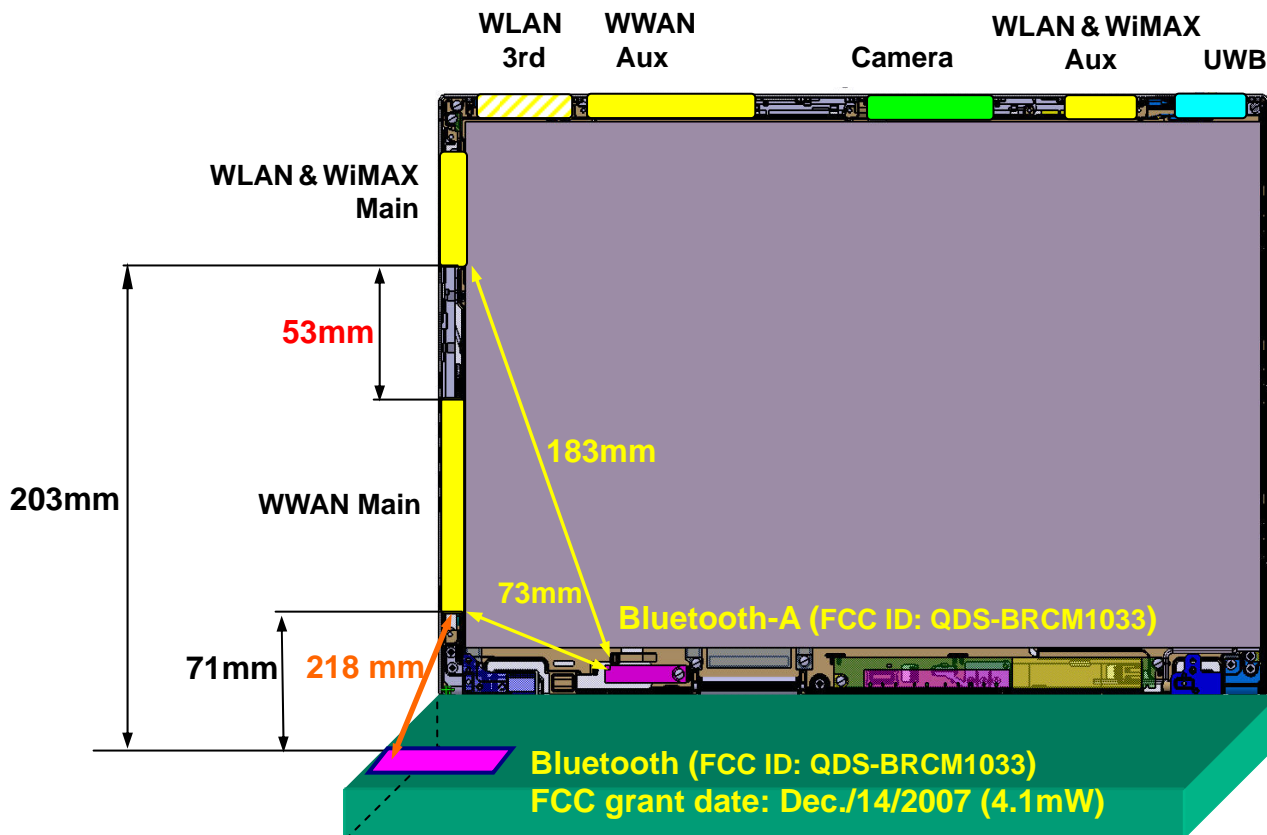 WLAN
3rd
WWAN
Aux
Camera
WLAN & WiMAX
Aux
UWB
WLAN & WiMAX
Main
53mm
183mm
203mm
WWAN Main
73mm
Bluetooth-A (FCC ID: QDS-BRCM1033)
71mm
218 mm
Bluetooth (FCC ID: QDS-BRCM1033)
FCC grant date: Dec./14/2007 (4.1mW)